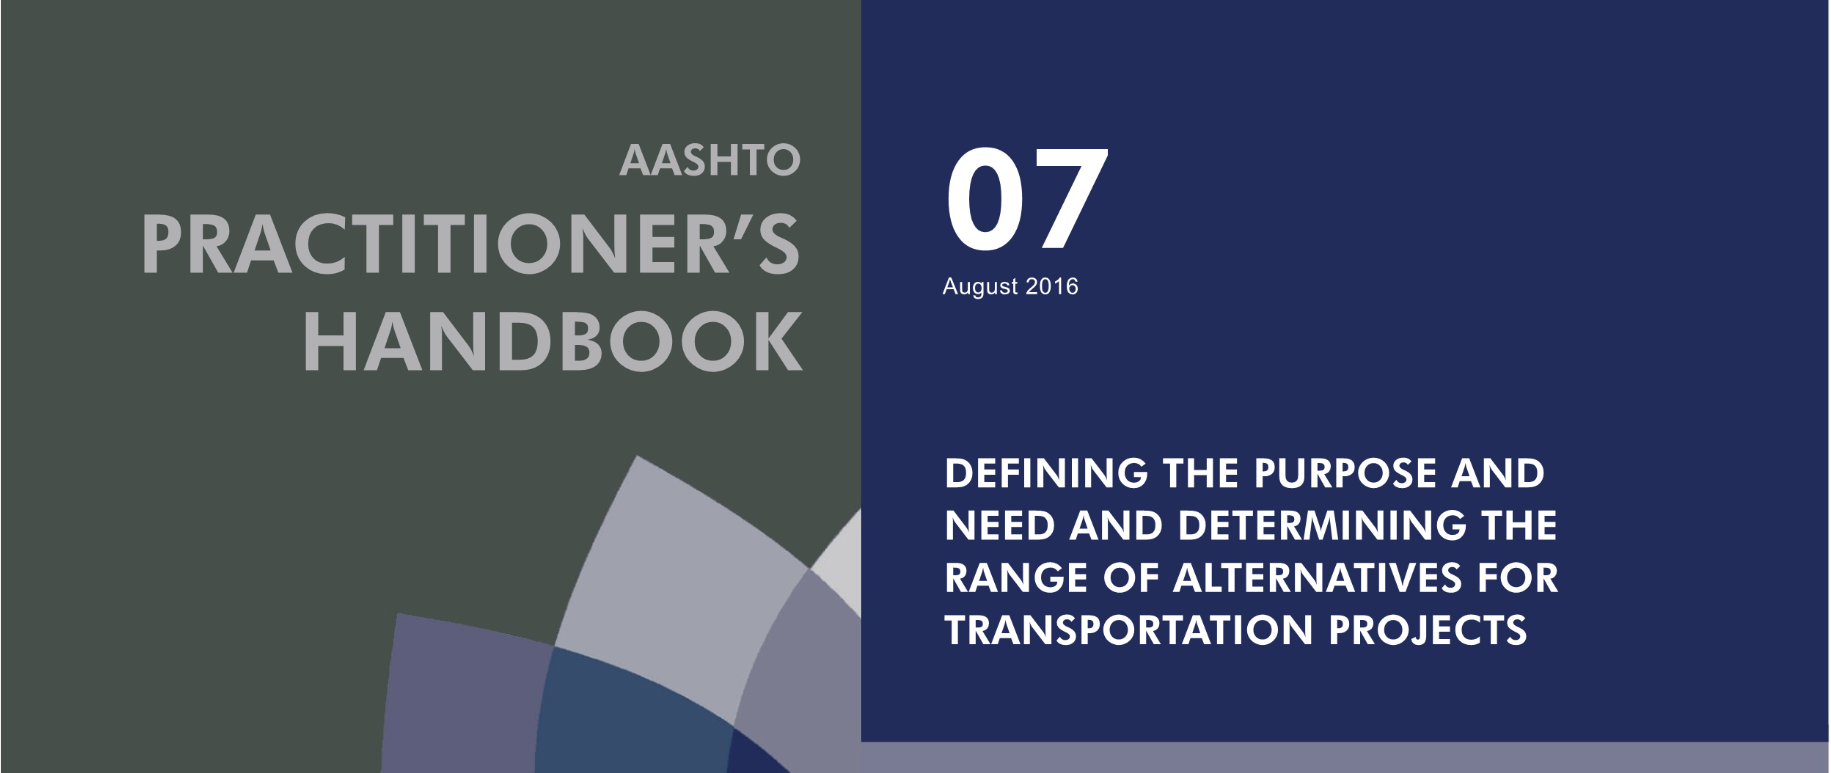 AASHTO
PRACTITIONER’S
HANDBOOK
07
August 2016
DEFINING THE PURPOSE AND
NEED AND DETERMINING THE
RANGE OF ALTERNATIVES FOR
TRANSPORTATION PROJECTS